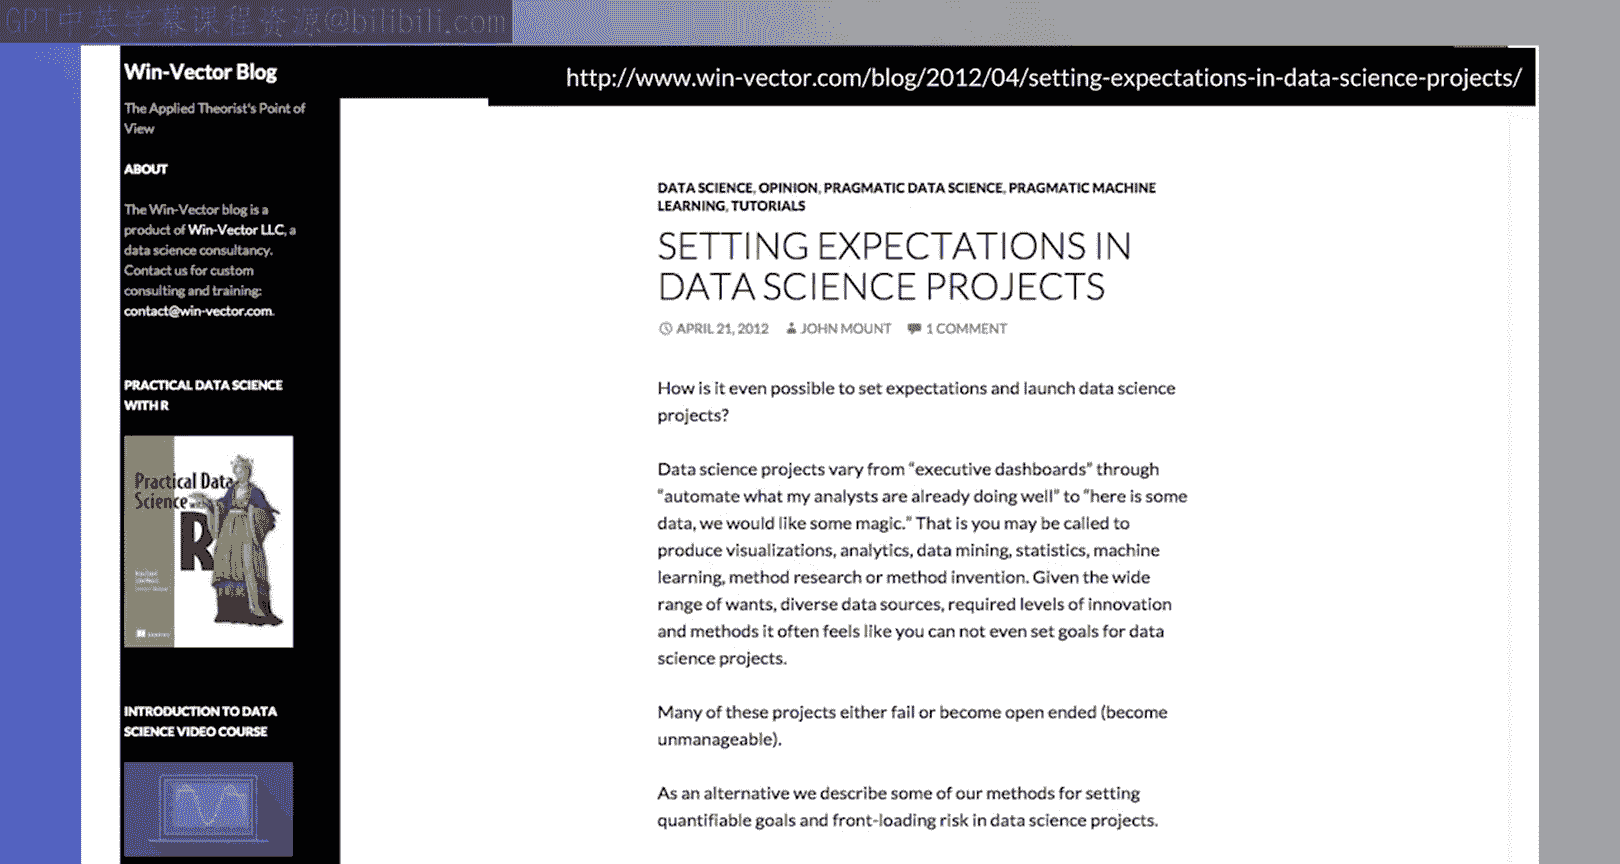 GPT中英字幕课程资源@bilibili.com
Win-Vector Blog
http://www.win-vector.com/blog/2012/04/setting-expectations-in-data-science-projects/
The Applied Theorist's Point of
View
ABOUT
The Win-Vector blog is a
product of Win-Vector LLC, a
data science consultancy.
Contact us for custom
consulting and training:
contact@win-vector.com.
PRACTICAL DATA SCIENCE
WITH R
Practical Data
Science with
R
INTRODUCTION TO DATA
SCIENCE VIDEO COURSE
DATA SCIENCE, OPINION, PRAGMATIC DATA SCIENCE, PRAGMATIC MACHINE
LEARNING, TUTORIALS
SETTING EXPECTATIONS IN
DATA SCIENCE PROJECTS
APRIL 21, 2012 JOHN MOUNT 1 COMMENT
How is it even possible to set expectations and launch data science
projects?
Data science projects vary from “executive dashboards” through
“automate what my analysts are already doing well” to “here is some
data, we would like some magic.” That is you may be called to
produce visualizations, analytics, data mining, statistics, machine
learning, method research or method invention. Given the wide
range of wants, diverse data sources, required levels of innovation
and methods it often feels like you can not even set goals for data
science projects.
Many of these projects either fail or become open ended (become
unmanageable).
As an alternative we describe some of our methods for setting
quantifiable goals and front-loading risk in data science projects.